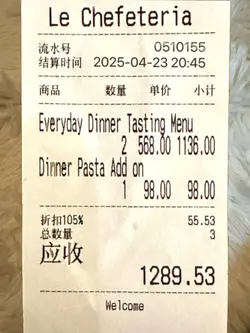 Le Chefeteria
流水号 0510155
结算时间 2025-04-23 20:45
商品 数量 单价 小计
Everyday Dinner Tasting Menu
2 568.00 1136.00
Dinner Pasta Add on
1 98.00 98.00
折扣105% 55.53
总数量 3
应收
1289.53
Welcome